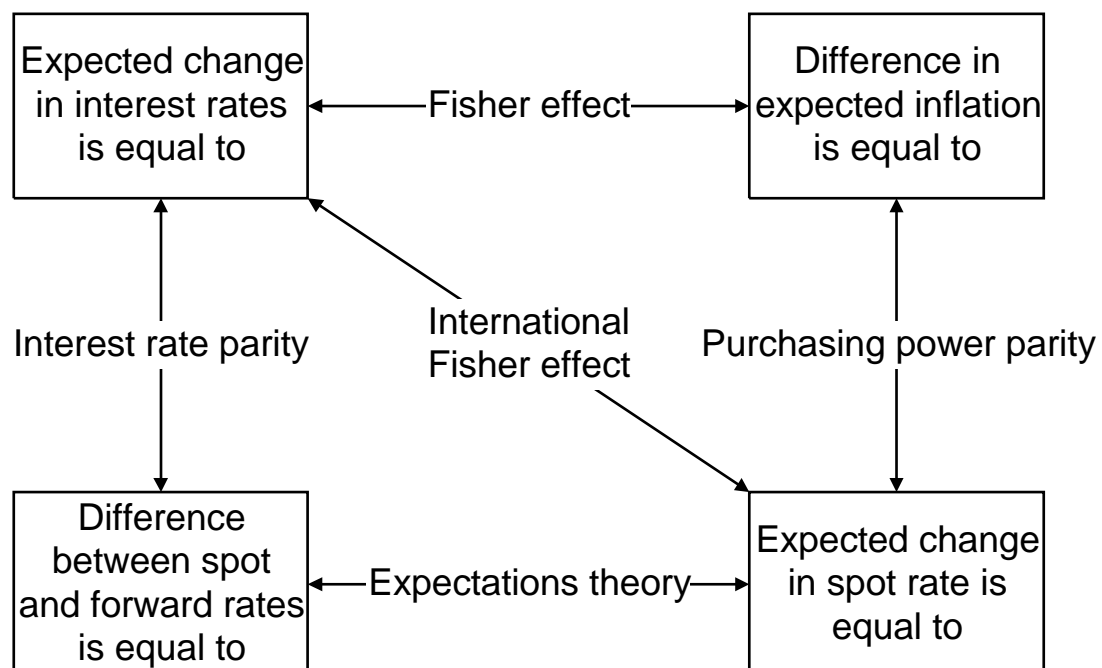 Expected change
in interest rates
is equal to
Fisher effect
Difference in
expected inflation
is equal to
Interest rate parity
International
Fisher effect
Purchasing power parity
Difference
between spot
and forward rates
is equal to
Expectations theory
Expected change
in spot rate is
equal to